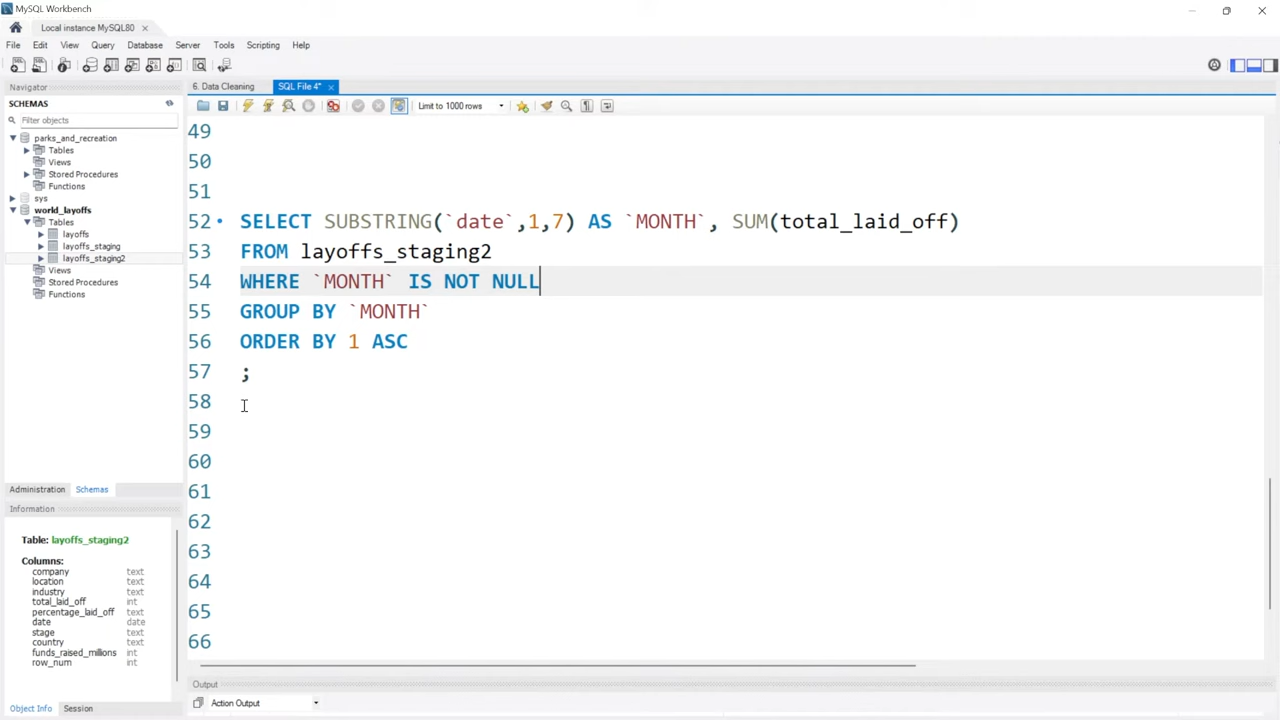 MySQL Workbench
Local instance MySQL80
File Edit View Query Database Server Tools Scripting Help
Navigator
SCHEMAS
Filter objects
parks_and_recreation
Tables
Views
Stored Procedures
Functions
sys
world_layoffs
Tables
layoffs
layoffs_staging
layoffs_staging2
Views
Stored Procedures
Functions
Administration Schemas
Information
Table: layoffs_staging2
Columns:
company text
location text
industry text
total_laid_off int
percentage_laid_off text
date date
stage text
country text
funds_raised_millions int
row_num int
Object Info Session
6. Data Cleaning SQL File 4*
Limit to 1000 rows
49
50
51
52 SELECT SUBSTRING(`date`,1,7) AS `MONTH`, SUM(total_laid_off)
53 FROM layoffs_staging2
54 WHERE `MONTH` IS NOT NULL
55 GROUP BY `MONTH`
56 ORDER BY 1 ASC
57 ;
58
59
60
61
62
63
64
65
66
Output
Action Output